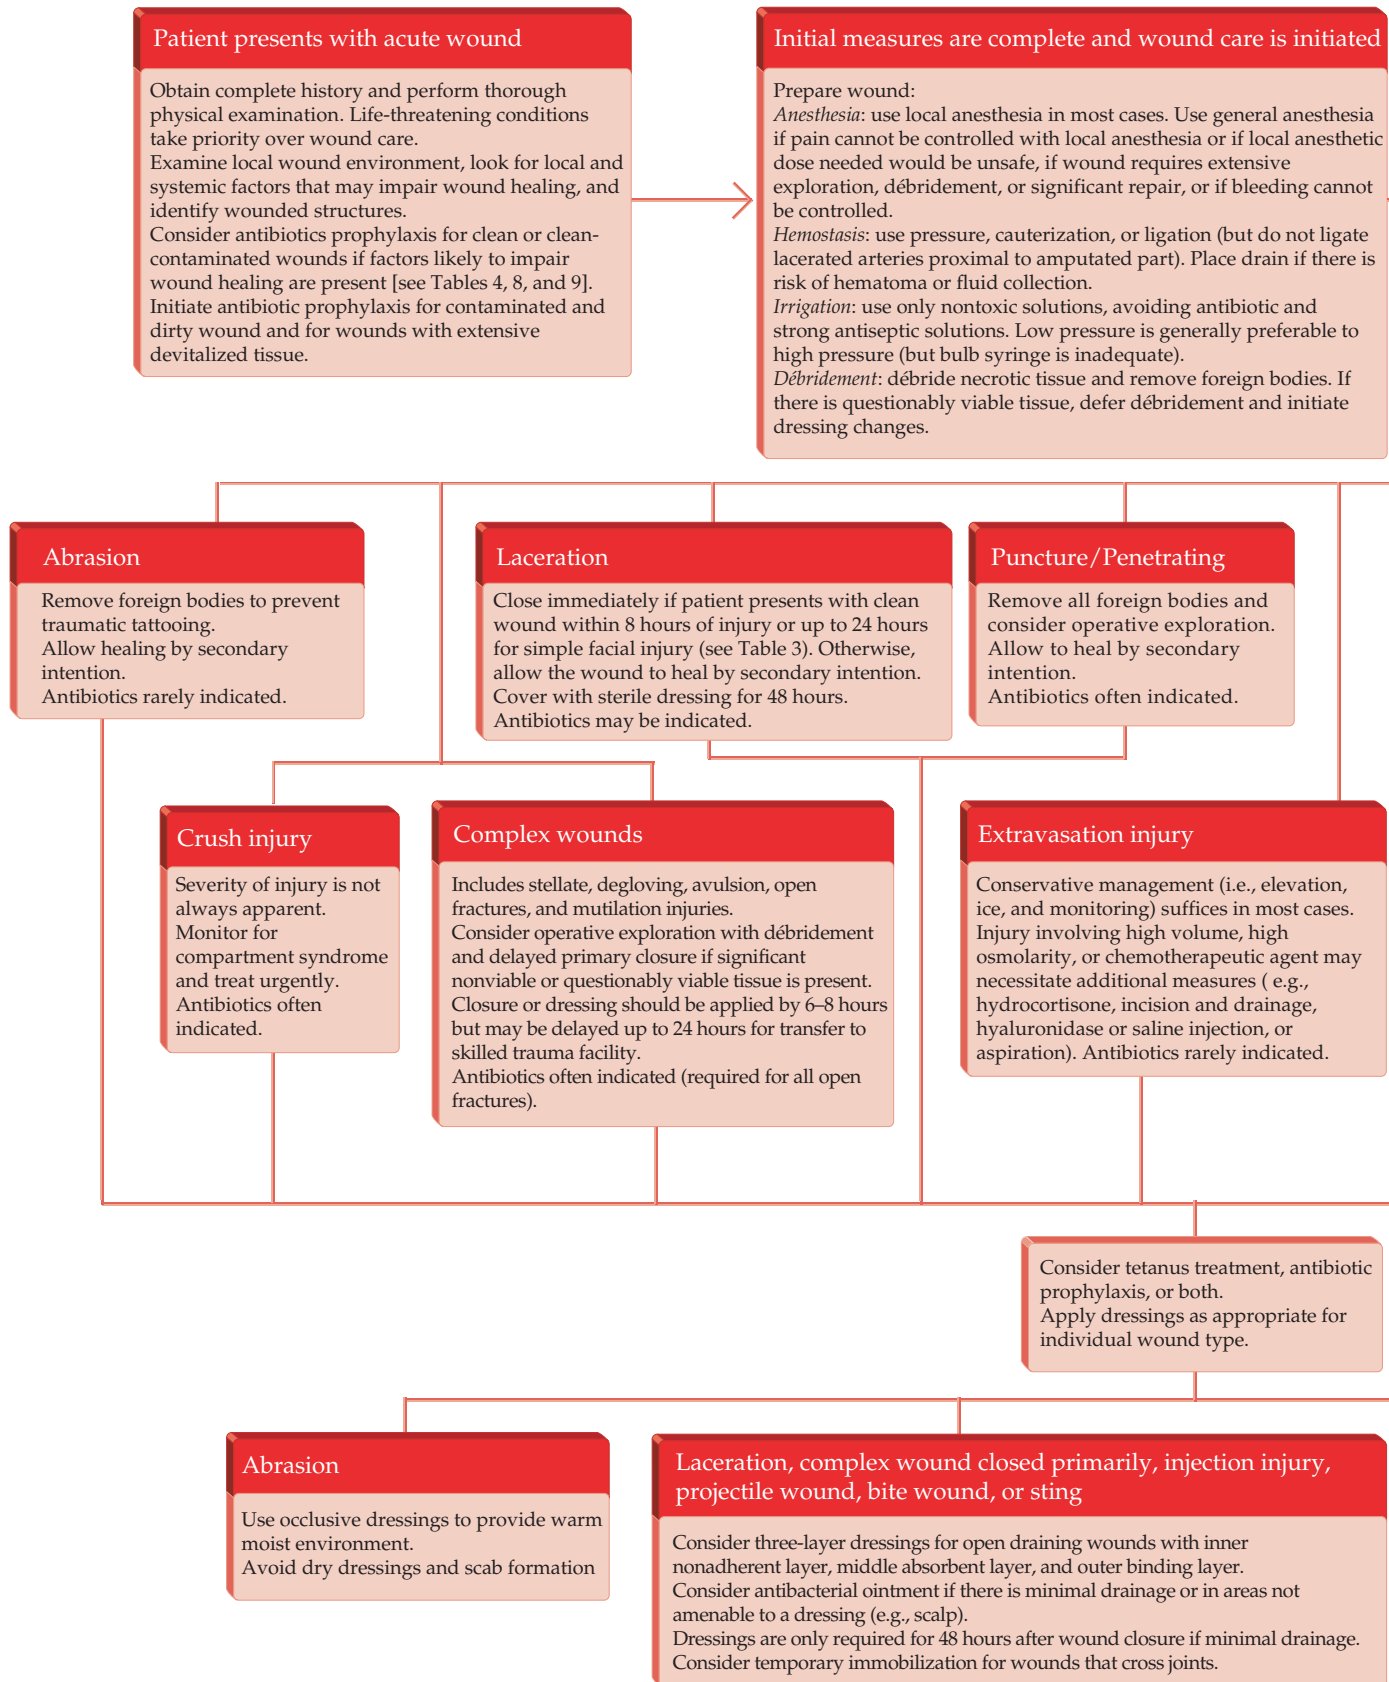 Patient presents with acute wound
Obtain complete history and perform thorough
physical examination. Life-threatening conditions
take priority over wound care.
Examine local wound environment, look for local and
systemic factors that may impair wound healing, and
identify wounded structures.
Consider antibiotics prophylaxis for clean or clean-
contaminated wounds if factors likely to impair
wound healing are present [see Tables 4, 8, and 9].
Initiate antibiotic prophylaxis for contaminated and
dirty wound and for wounds with extensive
devitalized tissue.
Initial measures are complete and wound care is initiated
Prepare wound:
Anesthesia: use local anesthesia in most cases. Use general anesthesia
if pain cannot be controlled with local anesthesia or if local anesthetic
dose needed would be unsafe, if wound requires extensive
exploration, débridement, or significant repair, or if bleeding cannot
be controlled.
Hemostasis: use pressure, cauterization, or ligation (but do not ligate
lacerated arteries proximal to amputated part). Place drain if there is
risk of hematoma or fluid collection.
Irrigation: use only nontoxic solutions, avoiding antibiotic and
strong antiseptic solutions. Low pressure is generally preferable to
high pressure (but bulb syringe is inadequate).
Débridement: débride necrotic tissue and remove foreign bodies. If
there is questionably viable tissue, defer débridement and initiate
dressing changes.
Abrasion
Remove foreign bodies to prevent
traumatic tattooing.
Allow healing by secondary
intention.
Antibiotics rarely indicated.
Laceration
Close immediately if patient presents with clean
wound within 8 hours of injury or up to 24 hours
for simple facial injury (see Table 3). Otherwise,
allow the wound to heal by secondary intention.
Cover with sterile dressing for 48 hours.
Antibiotics may be indicated.
Puncture/Penetrating
Remove all foreign bodies and
consider operative exploration.
Allow to heal by secondary
intention.
Antibiotics often indicated.
Crush injury
Severity of injury is not
always apparent.
Monitor for
compartment syndrome
and treat urgently.
Antibiotics often
indicated.
Complex wounds
Includes stellate, degloving, avulsion, open
fractures, and mutilation injuries.
Consider operative exploration with débridement
and delayed primary closure if significant
nonviable or questionably viable tissue is present.
Closure or dressing should be applied by 6–8 hours
but may be delayed up to 24 hours for transfer to
skilled trauma facility.
Antibiotics often indicated (required for all open
fractures).
Extravasation injury
Conservative management (i.e., elevation,
ice, and monitoring) suffices in most cases.
Injury involving high volume, high
osmolarity, or chemotherapeutic agent may
necessitate additional measures ( e.g.,
hydrocortisone, incision and drainage,
hyaluronidase or saline injection, or
aspiration). Antibiotics rarely indicated.
Consider tetanus treatment, antibiotic
prophylaxis, or both.
Apply dressings as appropriate for
individual wound type.
Abrasion
Use occlusive dressings to provide warm
moist environment.
Avoid dry dressings and scab formation
Laceration, complex wound closed primarily, injection injury,
projectile wound, bite wound, or sting
Consider three-layer dressings for open draining wounds with inner
nonadherent layer, middle absorbent layer, and outer binding layer.
Consider antibacterial ointment if there is minimal drainage or in areas not
amenable to a dressing (e.g., scalp).
Dressings are only required for 48 hours after wound closure if minimal drainage.
Consider temporary immobilization for wounds that cross joints.